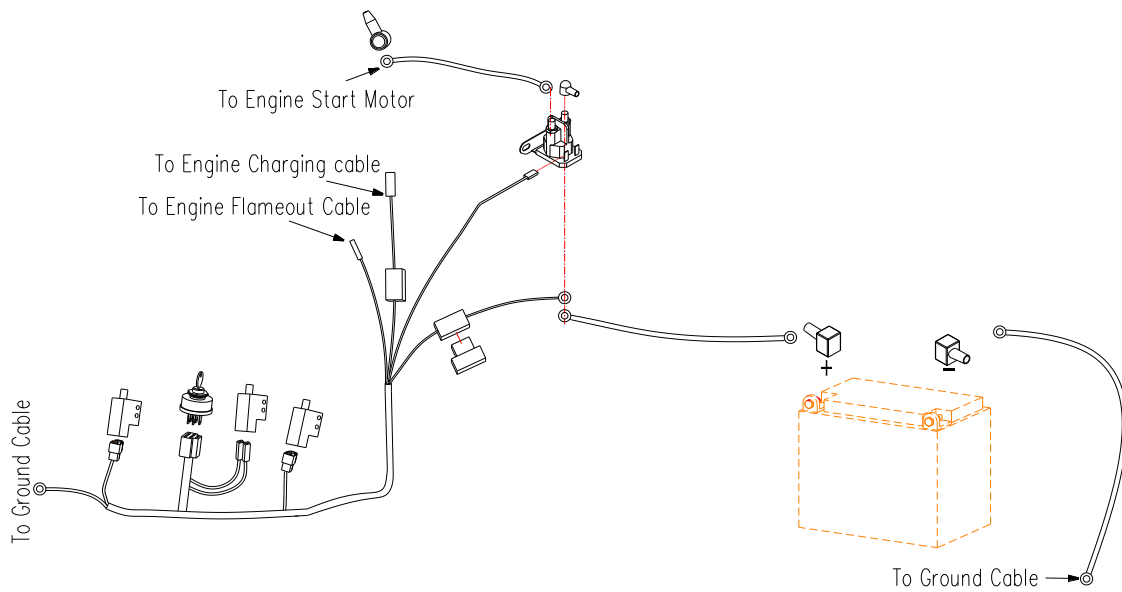 To Engine Start Motor
To Engine Charging cable
To Engine Flameout Cable
+
-
To Ground Cable
To Ground Cable